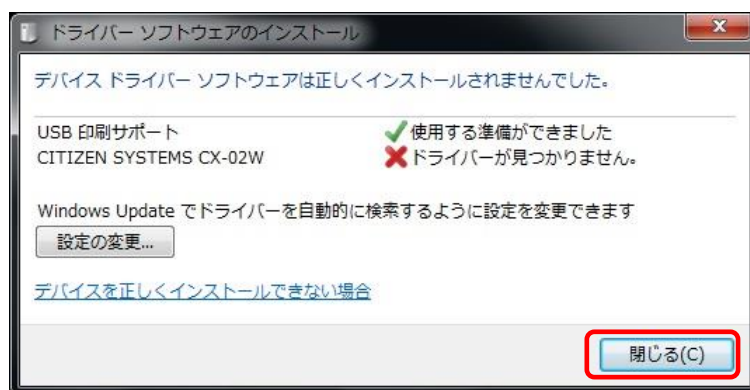 ドライバー ソフトウェアのインストール
デバイス ドライバー ソフトウェアは正しくインストールされませんでした。
USB 印刷サポート 使用する準備ができました
CITIZEN SYSTEMS CX-02W ドライバーが見つかりません。
Windows Update でドライバーを自動的に検索するように設定を変更できます
設定の変更...
デバイスを正しくインストールできない場合
閉じる(C)